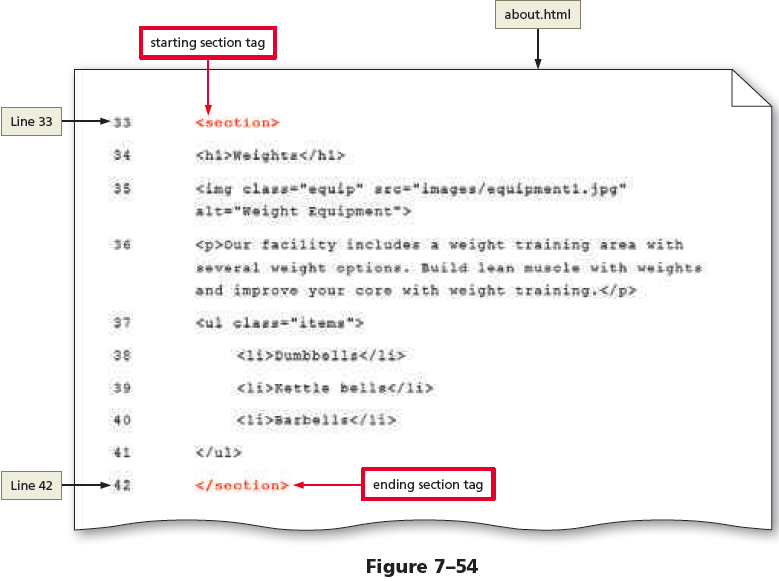 about.html
starting section tag
Line 33
33 <section>
34 <h1>Weights</h1>
35 <img class="equip" src="images/equipment1.jpg"
alt="Weight Equipment">
36 <p>Our facility includes a weight training area with
several weight options. Build lean muscle with weights
and improve your core with weight training.</p>
37 <ul class="items">
38 <li>Dumbbells</li>
39 <li>Kettle bells</li>
40 <li>Barbells</li>
41 </ul>
Line 42
42 </section>
ending section tag
Figure 7–54